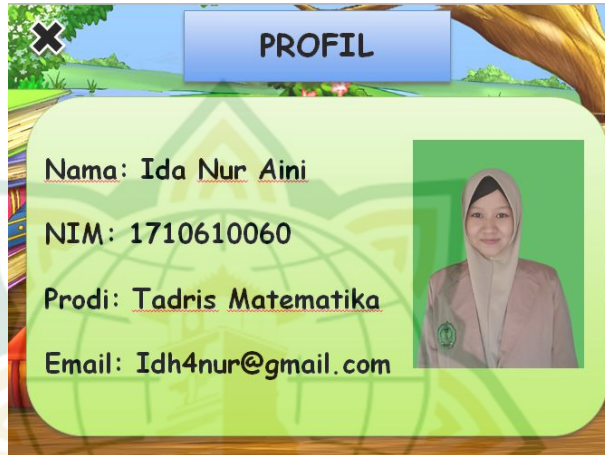 PROFIL
Nama: Ida Nur Aini
NIM: 1710610060
Prodi: Tadris Matematika
Email: Idh4nur@gmail.com